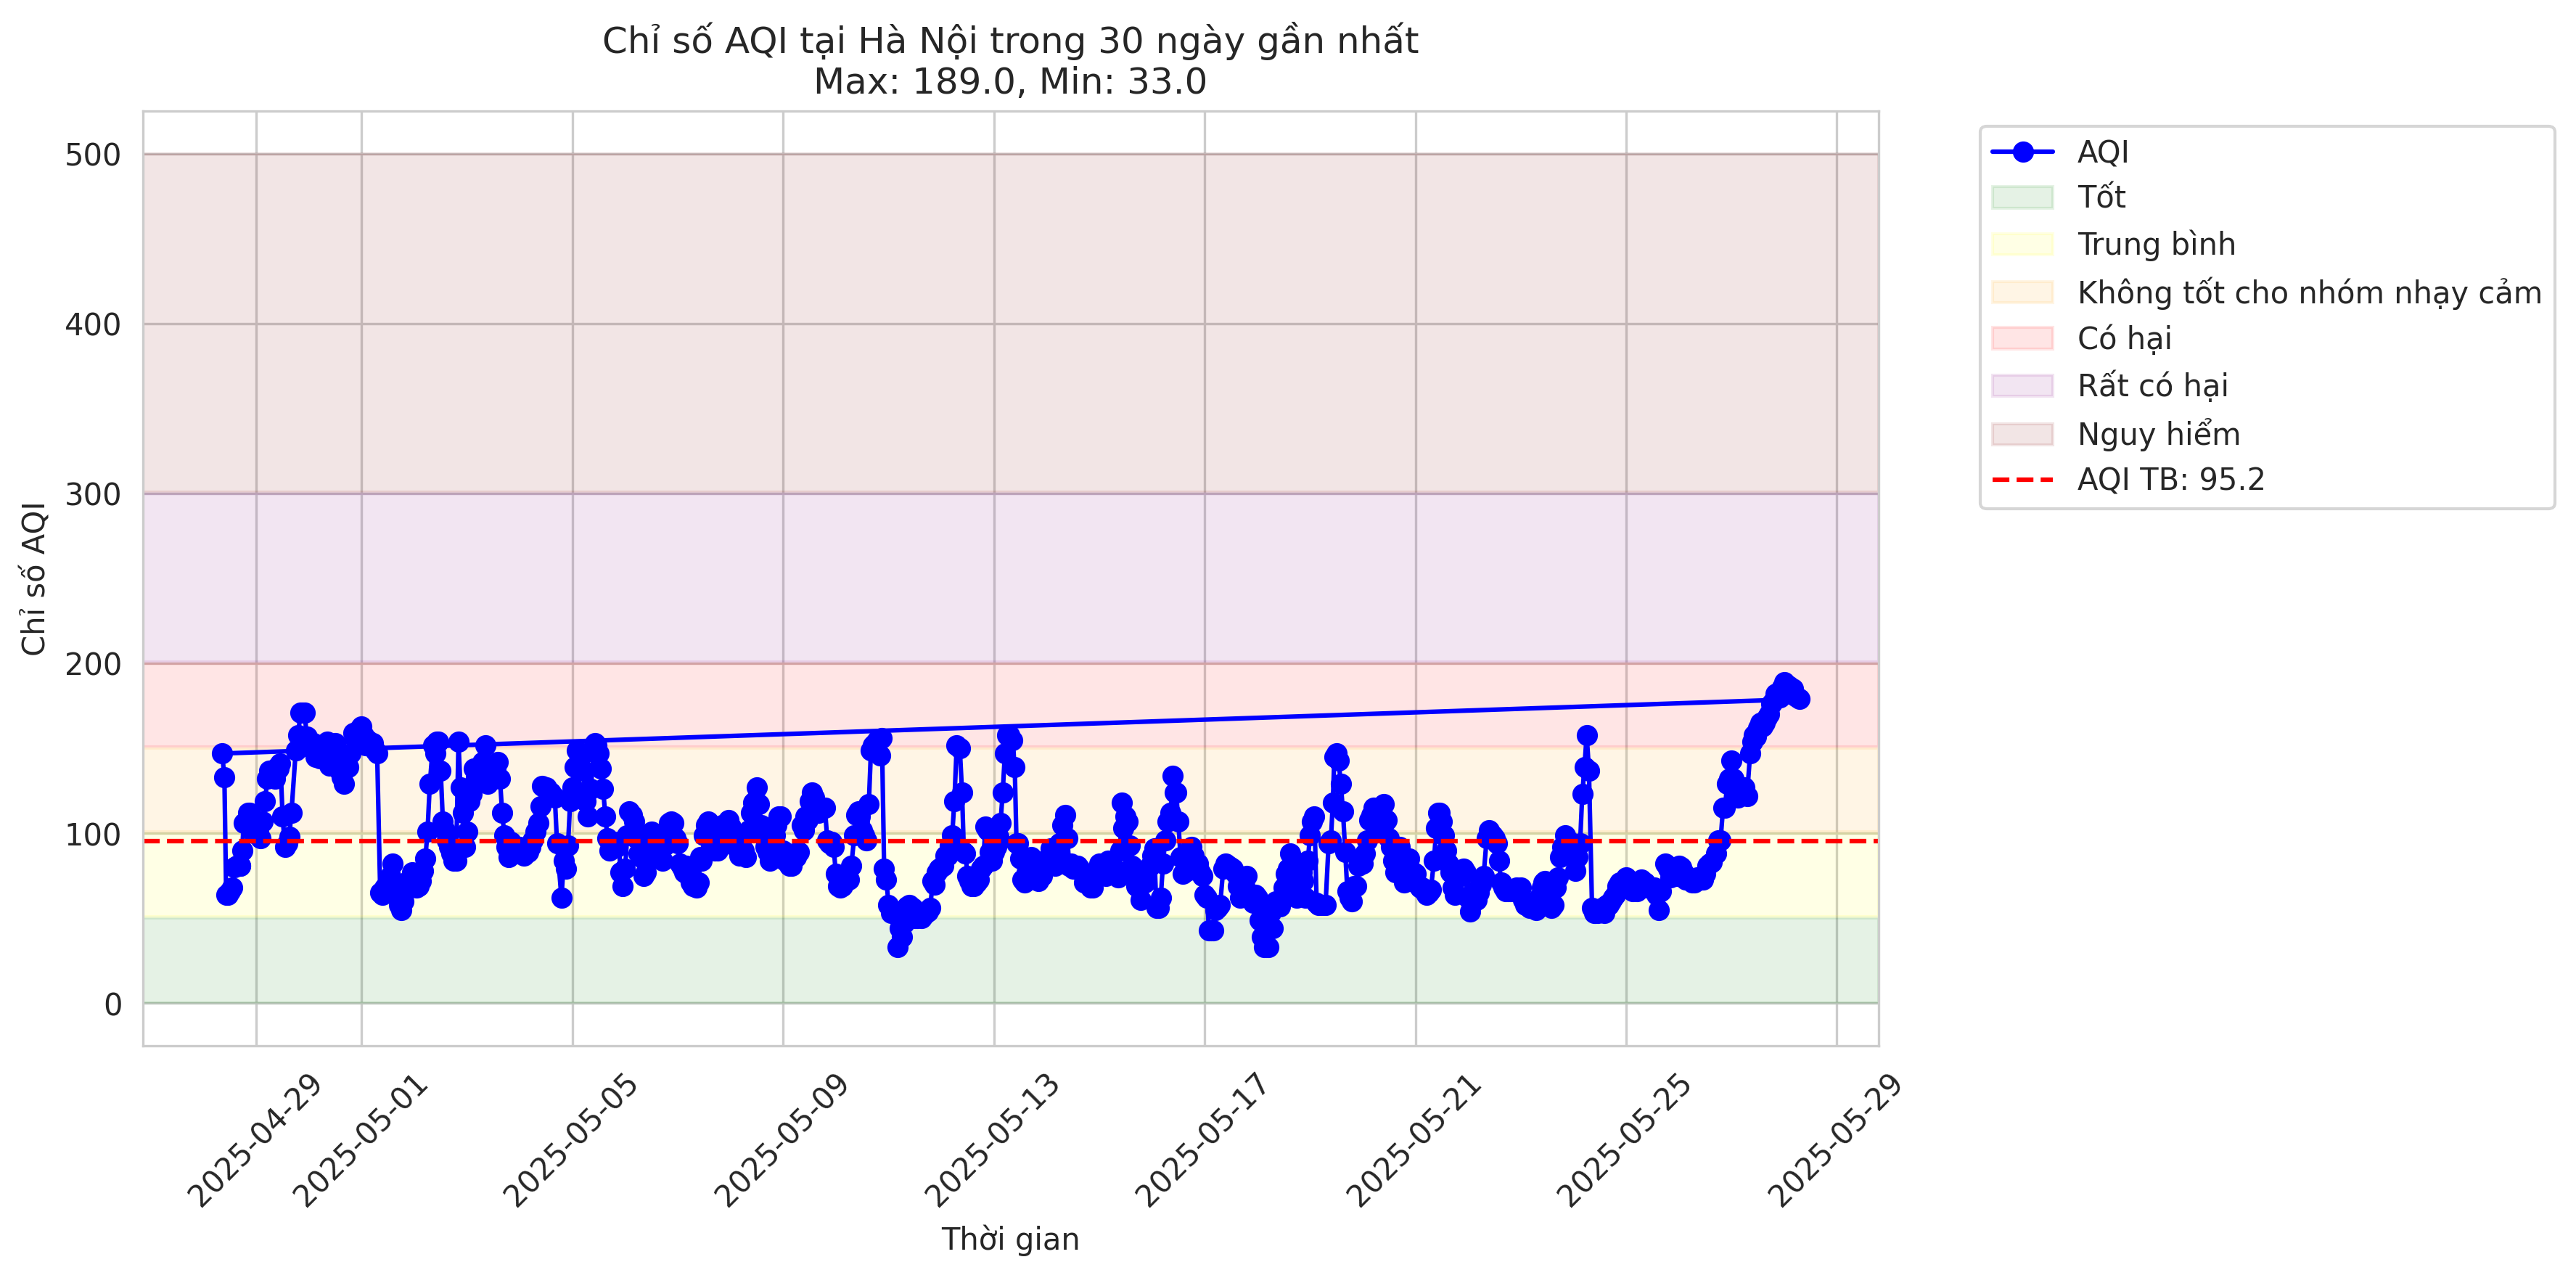 Chỉ số AQI tại Hà Nội trong 30 ngày gần nhất
Max: 189.0, Min: 33.0
Chỉ số AQI
500
400
300
200
100
0
2025-04-29
2025-05-01
2025-05-05
2025-05-09
2025-05-13
2025-05-17
2025-05-21
2025-05-25
2025-05-29
Thời gian
AQI
Tốt
Trung bình
Không tốt cho nhóm nhạy cảm
Có hại
Rất có hại
Nguy hiểm
AQI TB: 95.2